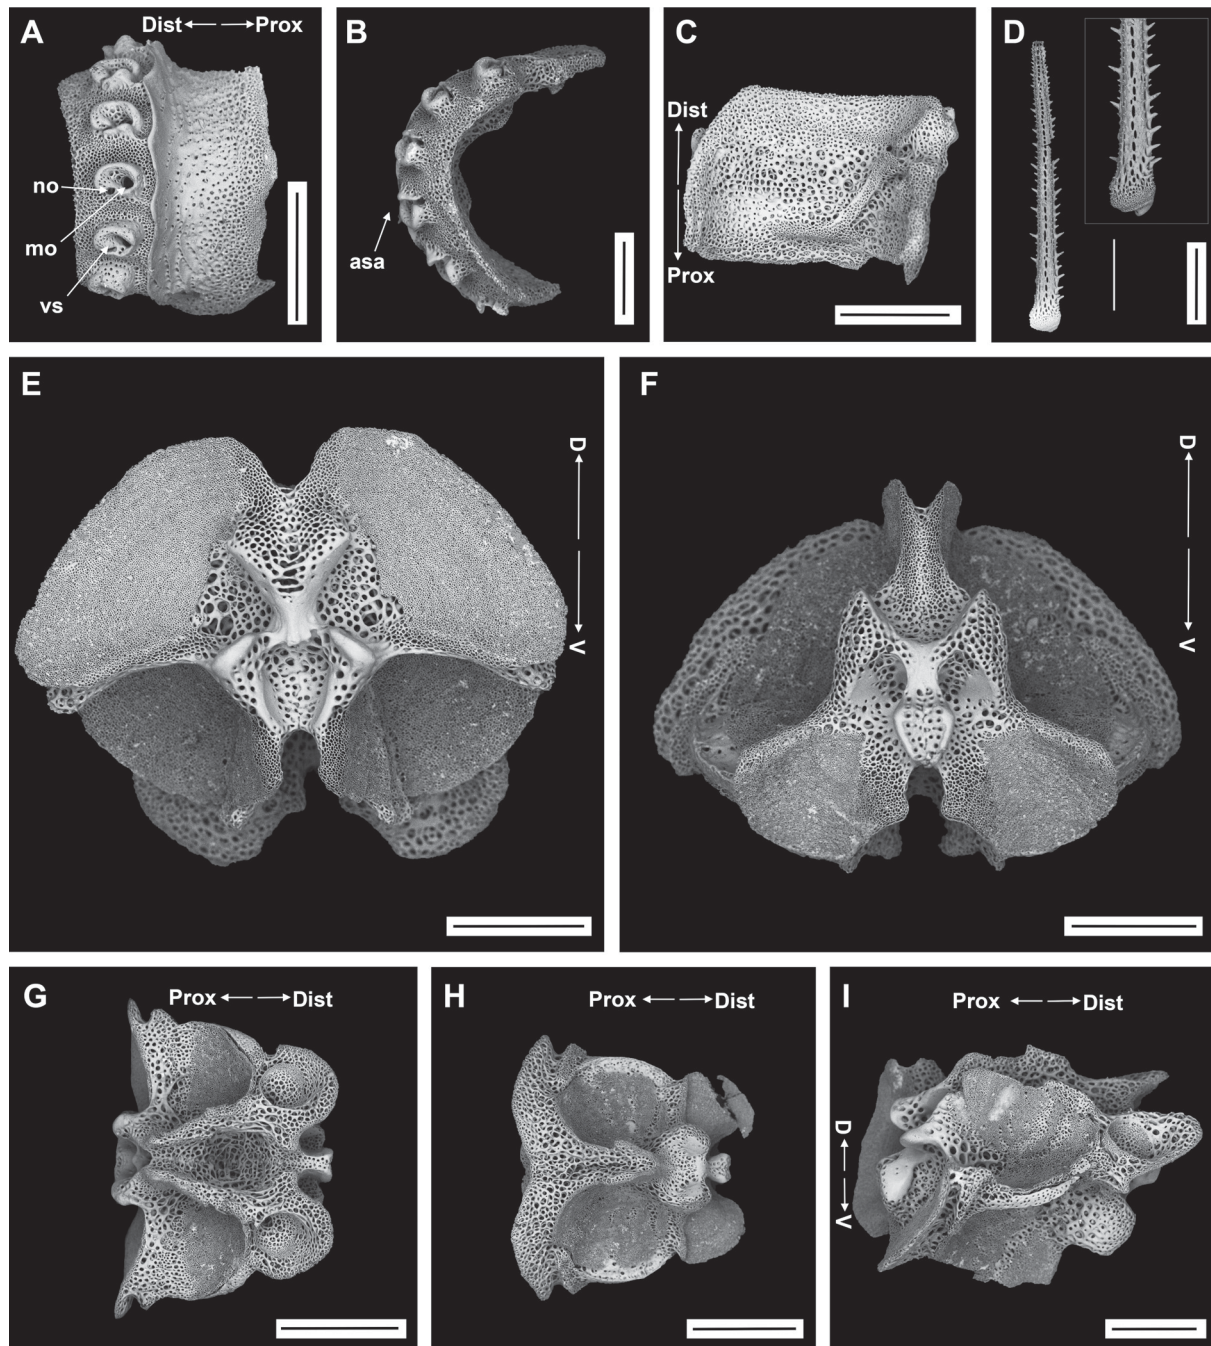 A
Dist Prox
no
mo
vs
B
asa
C
Dist
Prox
D
E
D
V
F
D
V
G
Prox Dist
H
Prox Dist
I
Prox Dist
D
V